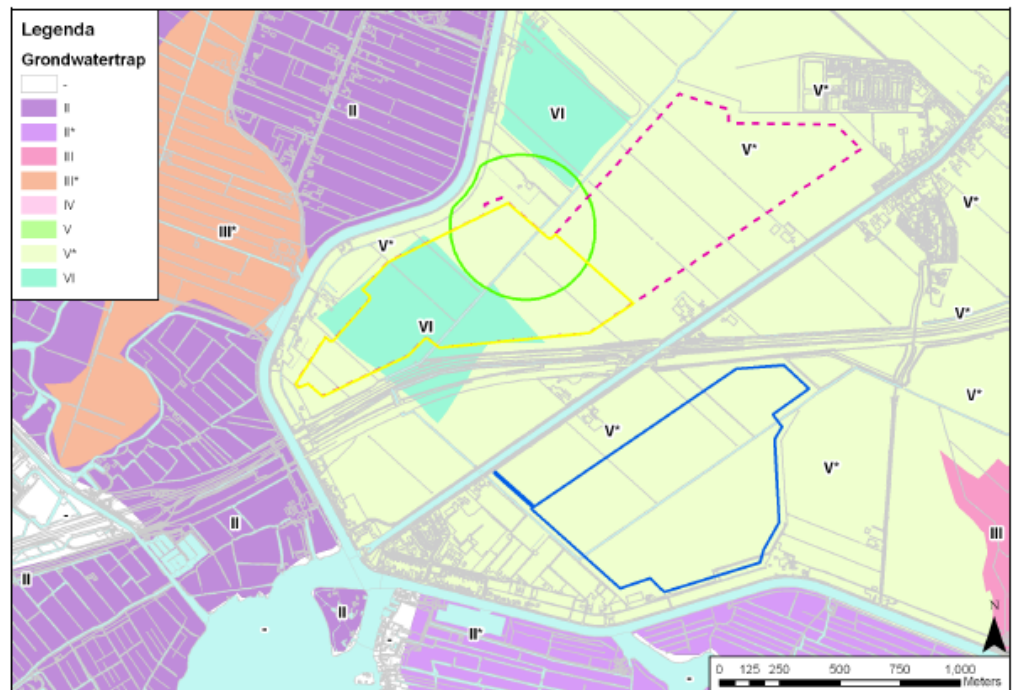 Legenda
Grondwatertrap
-
II
II*
III
III*
IV
V
V*
VI
V*
II
VI
V*
V*
III*
V*
V*
VI
V*
V*
V*
-
II
III
II
II
-
-
II*
-
N
0 125 250 500 750 1,000
Meters